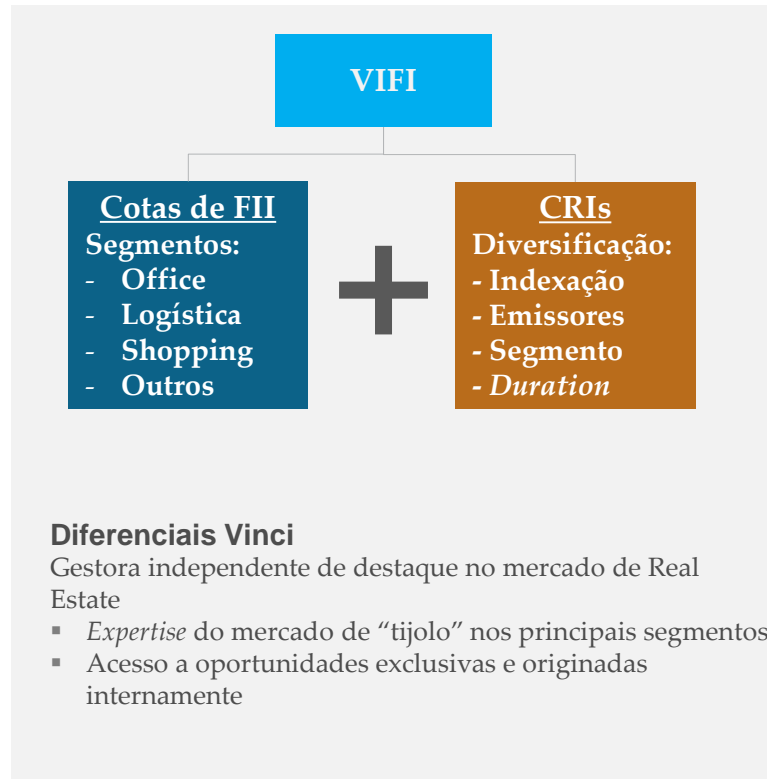 VIFI
Cotas de FII
Segmentos:
- Office
- Logística
- Shopping
- Outros
CRIs
Diversificação:
- Indexação
- Emissores
- Segmento
- Duration
Diferenciais Vinci
Gestora independente de destaque no mercado de Real
Estate
▪ Expertise do mercado de “tijolo” nos principais segmentos
▪ Acesso a oportunidades exclusivas e originadas
internamente